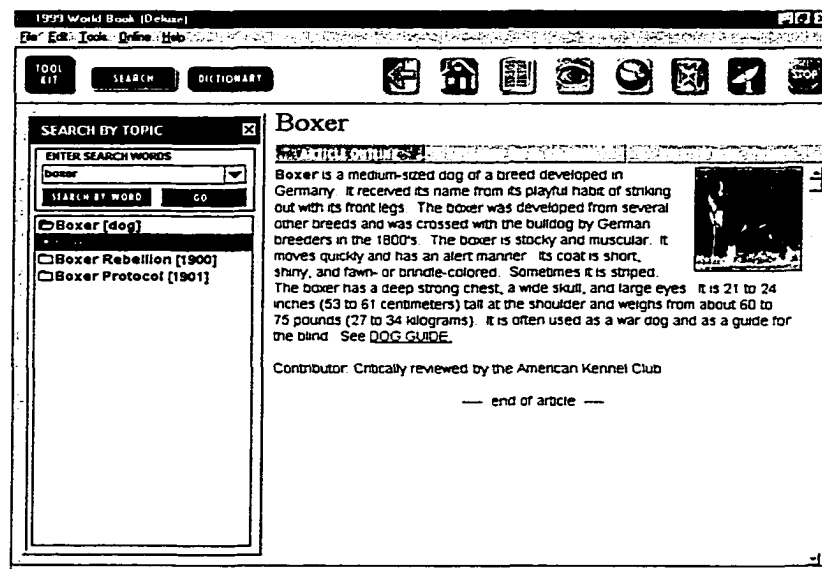 1999 World Book (Deluxe)
File Edit Tools Online Help
TOOL KIT SEARCH DICTIONARY STOP
SEARCH BY TOPIC
ENTER SEARCH WORDS
boxer
SEARCH BY WORD GO
Boxer [dog]
Boxer Rebellion [1900]
Boxer Protocol [1901]
Boxer
ARTICLE OUTLINE
Boxer is a medium-sized dog of a breed developed in
Germany. It received its name from its playful habit of striking
out with its front legs. The boxer was developed from several
other breeds and was crossed with the bulldog by German
breeders in the 1800's. The boxer is stocky and muscular. It
moves quickly and has an alert manner. Its coat is short,
shiny, and fawn- or brindle-colored. Sometimes it is striped.
The boxer has a deep strong chest, a wide skull, and large eyes. It is 21 to 24
inches (53 to 61 centimeters) tall at the shoulder and weighs from about 60 to
75 pounds (27 to 34 kilograms). It is often used as a war dog and as a guide for
the blind. See DOG GUIDE.
Contributor: Critically reviewed by the American Kennel Club
— end of article —